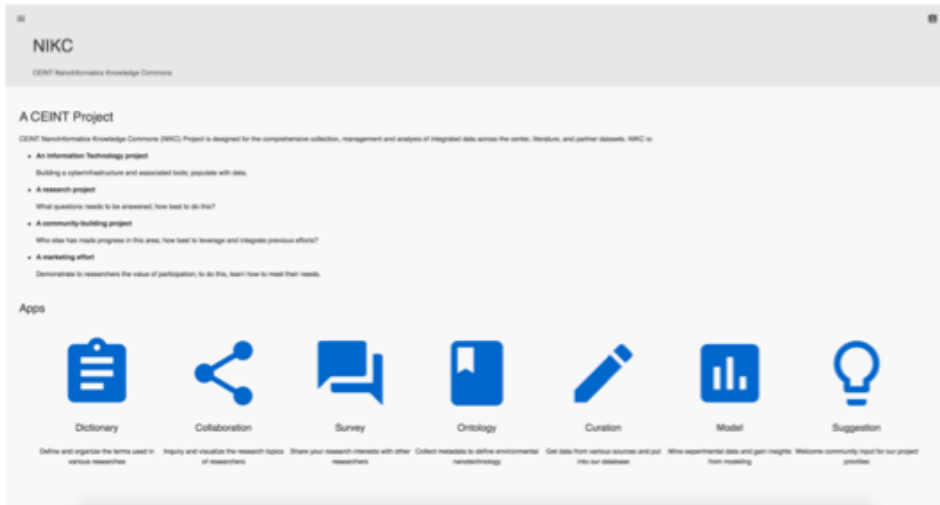 NIKC
CEINT NanoInformatics Knowledge Commons
A CEINT Project
CEINT NanoInformatics Knowledge Commons (NIKC) Project is designed for the comprehensive collection, management and analysis of integrated data across the center, literature, and partner datasets. NIKC is:
An Information Technology project
Building a cyberinfrastructure and associated tools, populate with data.
A research project
What questions needs to be answered; how best to do this?
A community-building project
Who else has made progress in this area, how best to leverage and integrate previous efforts?
A marketing effort
Demonstrate to researchers the value of participation; to do this, learn how to meet their needs.
Apps
Dictionary
Define and organize the terms used in
various researches
Collaboration
Inquiry and visualize the research topics
of researchers
Survey
Share your research interests with other
researchers
Ontology
Collect metadata to define environmental
nanotechnology
Curation
Get data from various sources and put
into our database
Model
Mine experimental data and gain insights
from modeling
Suggestion
Welcome community input for our project
priorities